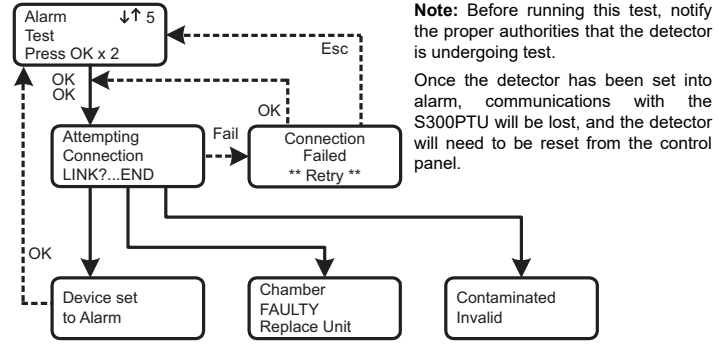 Alarm ↓↑ 5
Test
Press OK x 2
Note: Before running this test, notify
the proper authorities that the detector
is undergoing test.
Once the detector has been set into
alarm, communications with the
S300PTU will be lost, and the detector
will need to be reset from the control
panel.
Esc
OK
OK
OK
Attempting
Connection
LINK?...END
Fail
Connection
Failed
** Retry **
OK
Device set
to Alarm
Chamber
FAULTY
Replace Unit
Contaminated
Invalid